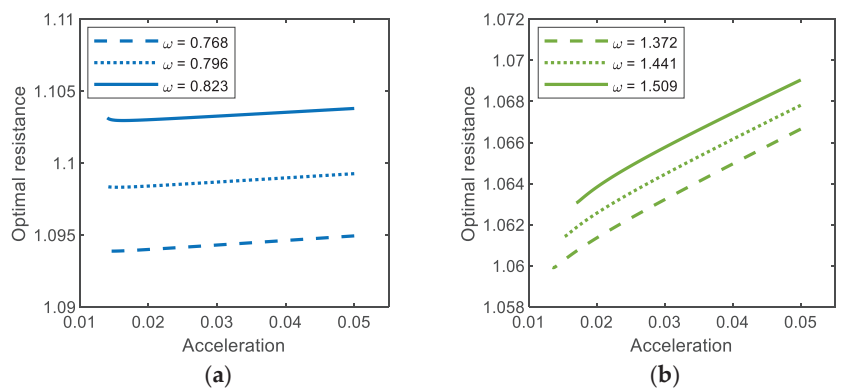 1.11
1.105
1.1
1.095
1.09
Optimal resistance
ω = 0.768
ω = 0.796
ω = 0.823
0.01 0.02 0.03 0.04 0.05
Acceleration
(a)
1.072
1.07
1.068
1.066
1.064
1.062
1.06
1.058
Optimal resistance
ω = 1.372
ω = 1.441
ω = 1.509
0.01 0.02 0.03 0.04 0.05
Acceleration
(b)